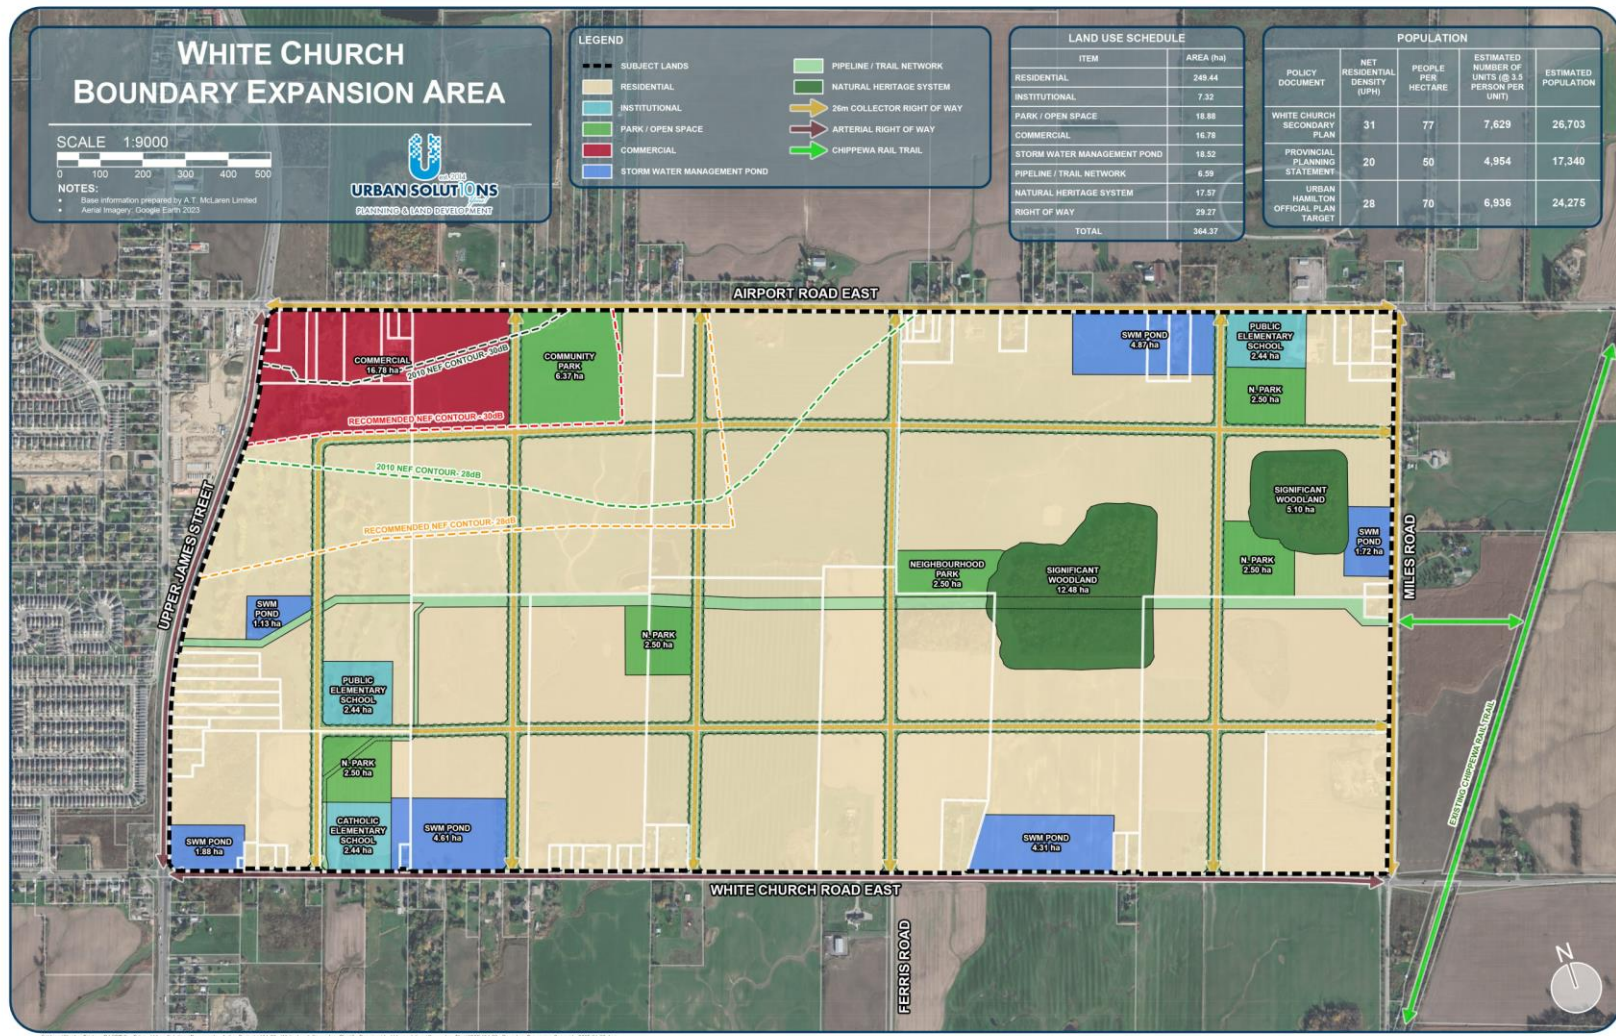 WHITE CHURCH
BOUNDARY EXPANSION AREA
SCALE 1:9000
0 100 200 300 400 500
NOTES:
• Base information prepared by A.T. McLaren Limited
• Aerial Imagery: Google Earth 2023
URBAN SOLUTIONS
PLANNING & LAND DEVELOPMENT
LEGEND
SUBJECT LANDS
RESIDENTIAL
INSTITUTIONAL
PARK / OPEN SPACE
COMMERCIAL
STORM WATER MANAGEMENT POND
PIPELINE / TRAIL NETWORK
NATURAL HERITAGE SYSTEM
26m COLLECTOR RIGHT OF WAY
ARTERIAL RIGHT OF WAY
CHIPPEWA RAIL TRAIL
LAND USE SCHEDULE
ITEM AREA (ha)
RESIDENTIAL 249.44
INSTITUTIONAL 7.32
PARK / OPEN SPACE 18.88
COMMERCIAL 16.78
STORM WATER MANAGEMENT POND 18.52
PIPELINE / TRAIL NETWORK 6.59
NATURAL HERITAGE SYSTEM 17.57
RIGHT OF WAY 29.27
TOTAL 364.37
POPULATION
POLICY DOCUMENT
NET RESIDENTIAL DENSITY (UPH)
PEOPLE PER HECTARE
ESTIMATED NUMBER OF UNITS (@ 3.5 PERSON PER UNIT)
ESTIMATED POPULATION
WHITE CHURCH SECONDARY PLAN 31 77 7,629 26,703
PROVINCIAL PLANNING STATEMENT 20 50 4,954 17,340
URBAN HAMILTON OFFICIAL PLAN TARGET 28 70 6,936 24,275
AIRPORT ROAD EAST
COMMERCIAL
16.78 ha
2010 NEF CONTOUR- 30dB
COMMUNITY
PARK
6.37 ha
RECOMMENDED NEF CONTOUR - 30dB
SWM POND
4.87 ha
PUBLIC
ELEMENTARY
SCHOOL
2.44 ha
N. PARK
2.50 ha
2010 NEF CONTOUR- 28dB
RECOMMENDED NEF CONTOUR- 28dB
UPPER JAMES STREET
SIGNIFICANT
WOODLAND
5.10 ha
SWM
POND
1.72 ha
MILES ROAD
N. PARK
2.50 ha
NEIGHBOURHOOD
PARK
2.50 ha
SIGNIFICANT
WOODLAND
12.48 ha
SWM
POND
1.13 ha
N. PARK
2.50 ha
PUBLIC
ELEMENTARY
SCHOOL
2.44 ha
N. PARK
2.50 ha
CATHOLIC
ELEMENTARY
SCHOOL
2.44 ha
SWM POND
4.61 ha
SWM POND
1.88 ha
SWM POND
4.31 ha
EXISTING CHIPPEWA RAIL TRAIL
WHITE CHURCH ROAD EAST
FERRIS ROAD
N